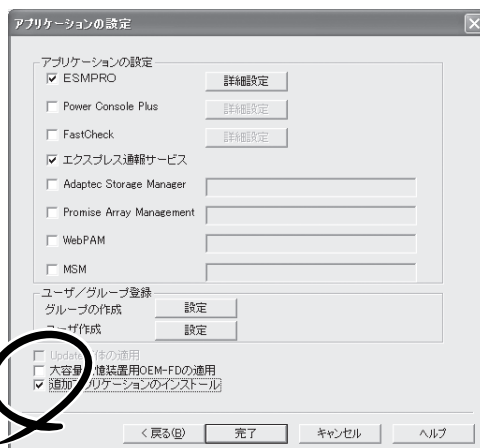 アプリケーションの設定
アプリケーションの設定
ESMPRO 詳細設定
Power Console Plus 詳細設定
FastCheck 詳細設定
エクスプレス通報サービス
Adaptec Storage Manager
Promise Array Management
WebPAM
MSM
ユーザ／グループ登録
グループの作成 設定
ユーザ作成 設定
Update 体の適用
大容量記憶装置用OEM-FDの適用
追加アプリケーションのインストール
< 戻る(B) 完了 キャンセル ヘルプ